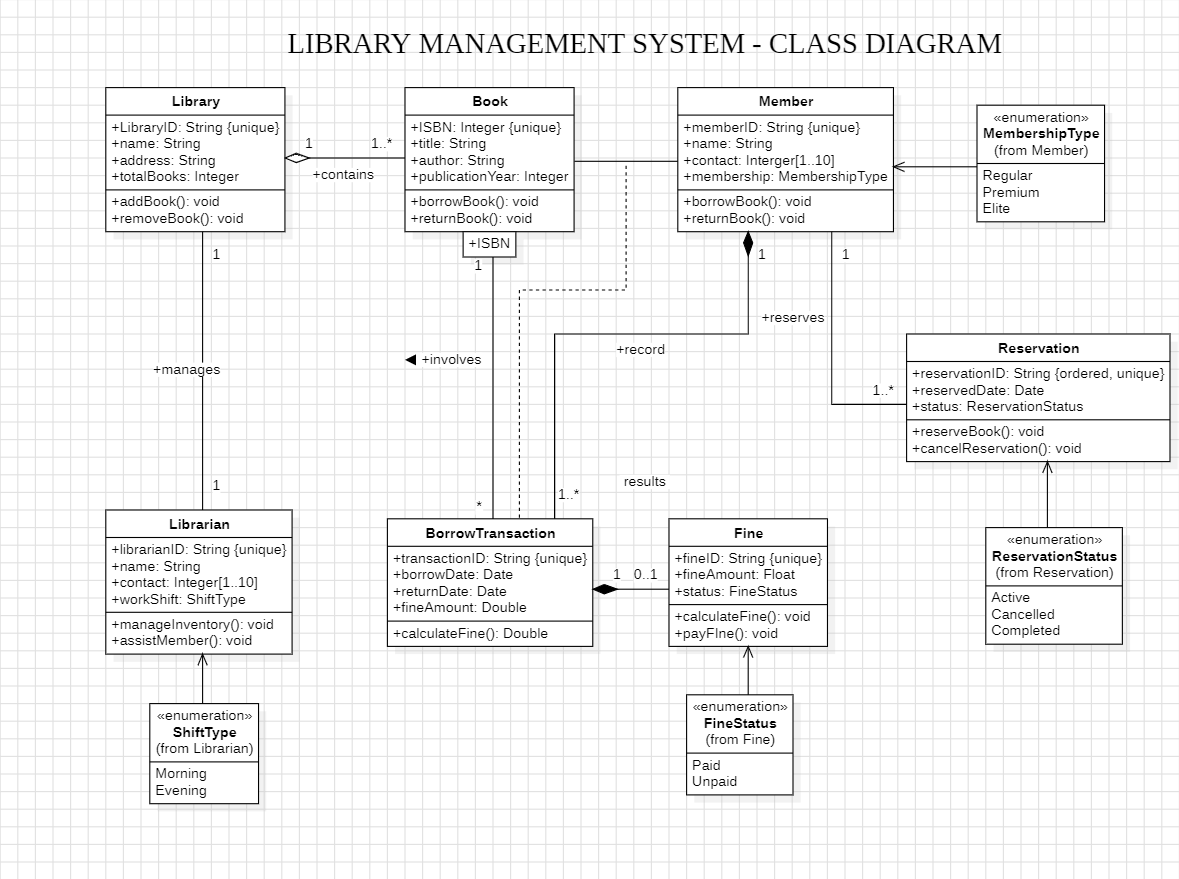 LIBRARY MANAGEMENT SYSTEM - CLASS DIAGRAM
Library
+LibraryID: String {unique}
+name: String
+address: String
+totalBooks: Integer
+addBook(): void
+removeBook(): void
1
1..*
+contains
Book
+ISBN: Integer {unique}
+title: String
+author: String
+publicationYear: Integer
+borrowBook(): void
+returnBook(): void
+ISBN
Member
+memberID: String {unique}
+name: String
+contact: Interger[1..10]
+membership: MembershipType
+borrowBook(): void
+returnBook(): void
«enumeration»
MembershipType
(from Member)
Regular
Premium
Elite
1
1
1
1
+reserves
+record
+involves
+manages
1..*
Reservation
+reservationID: String {ordered, unique}
+reservedDate: Date
+status: ReservationStatus
+reserveBook(): void
+cancelReservation(): void
1
*
1..*
results
Librarian
+librarianID: String {unique}
+name: String
+contact: Integer[1..10]
+workShift: ShiftType
+manageInventory(): void
+assistMember(): void
BorrowTransaction
+transactionID: String {unique}
+borrowDate: Date
+returnDate: Date
+fineAmount: Double
+calculateFine(): Double
1
0..1
Fine
+fineID: String {unique}
+fineAmount: Float
+status: FineStatus
+calculateFine(): void
+payFIne(): void
«enumeration»
ReservationStatus
(from Reservation)
Active
Cancelled
Completed
«enumeration»
ShiftType
(from Librarian)
Morning
Evening
«enumeration»
FineStatus
(from Fine)
Paid
Unpaid